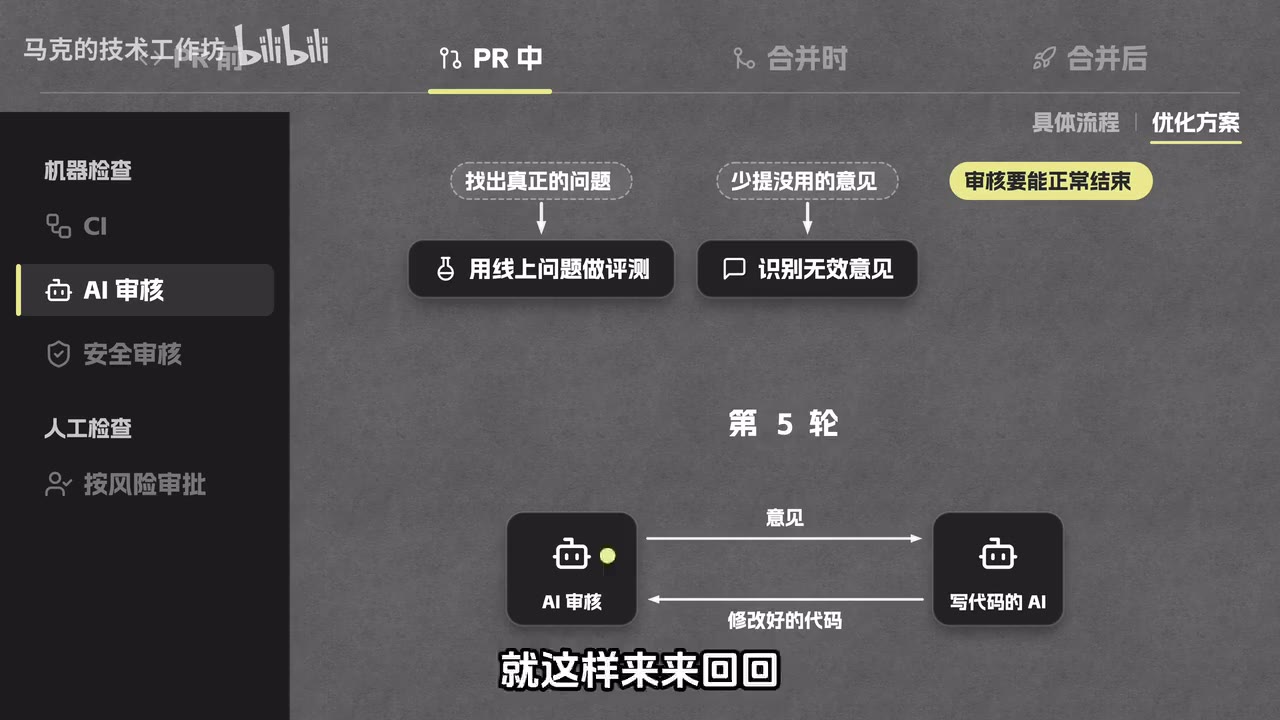 马克的技术工作坊 bilibili
PR 前
PR 中
合并时
合并后
具体流程
优化方案
机器检查
CI
AI 审核
安全审核
人工检查
按风险审批
找出真正的问题
少提没用的意见
审核要能正常结束
用线上问题做评测
识别无效意见
第 5 轮
意见
AI 审核
写代码的 AI
修改好的代码
就这样来来回回